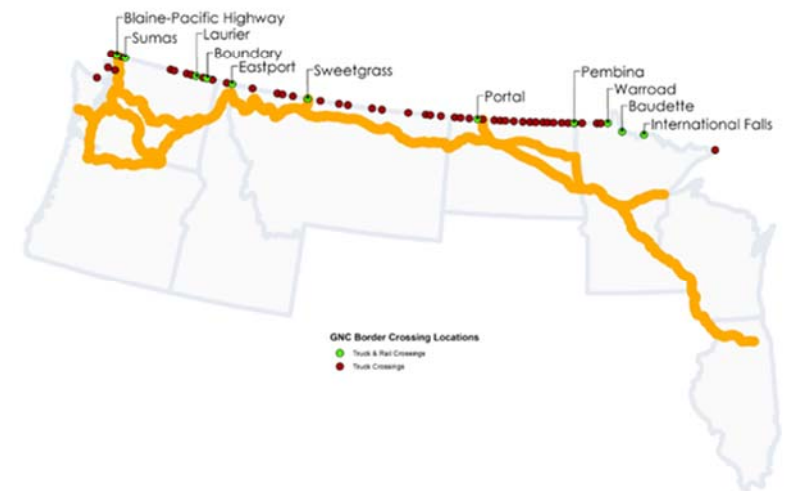 Blaine-Pacific Highway
Sumas
Laurier
Boundary
Eastport
Sweetgrass
Portal
Pembina
Warroad
Baudette
International Falls
GNC Border Crossing Locations
Truck & Rail Crossings
Truck Crossings